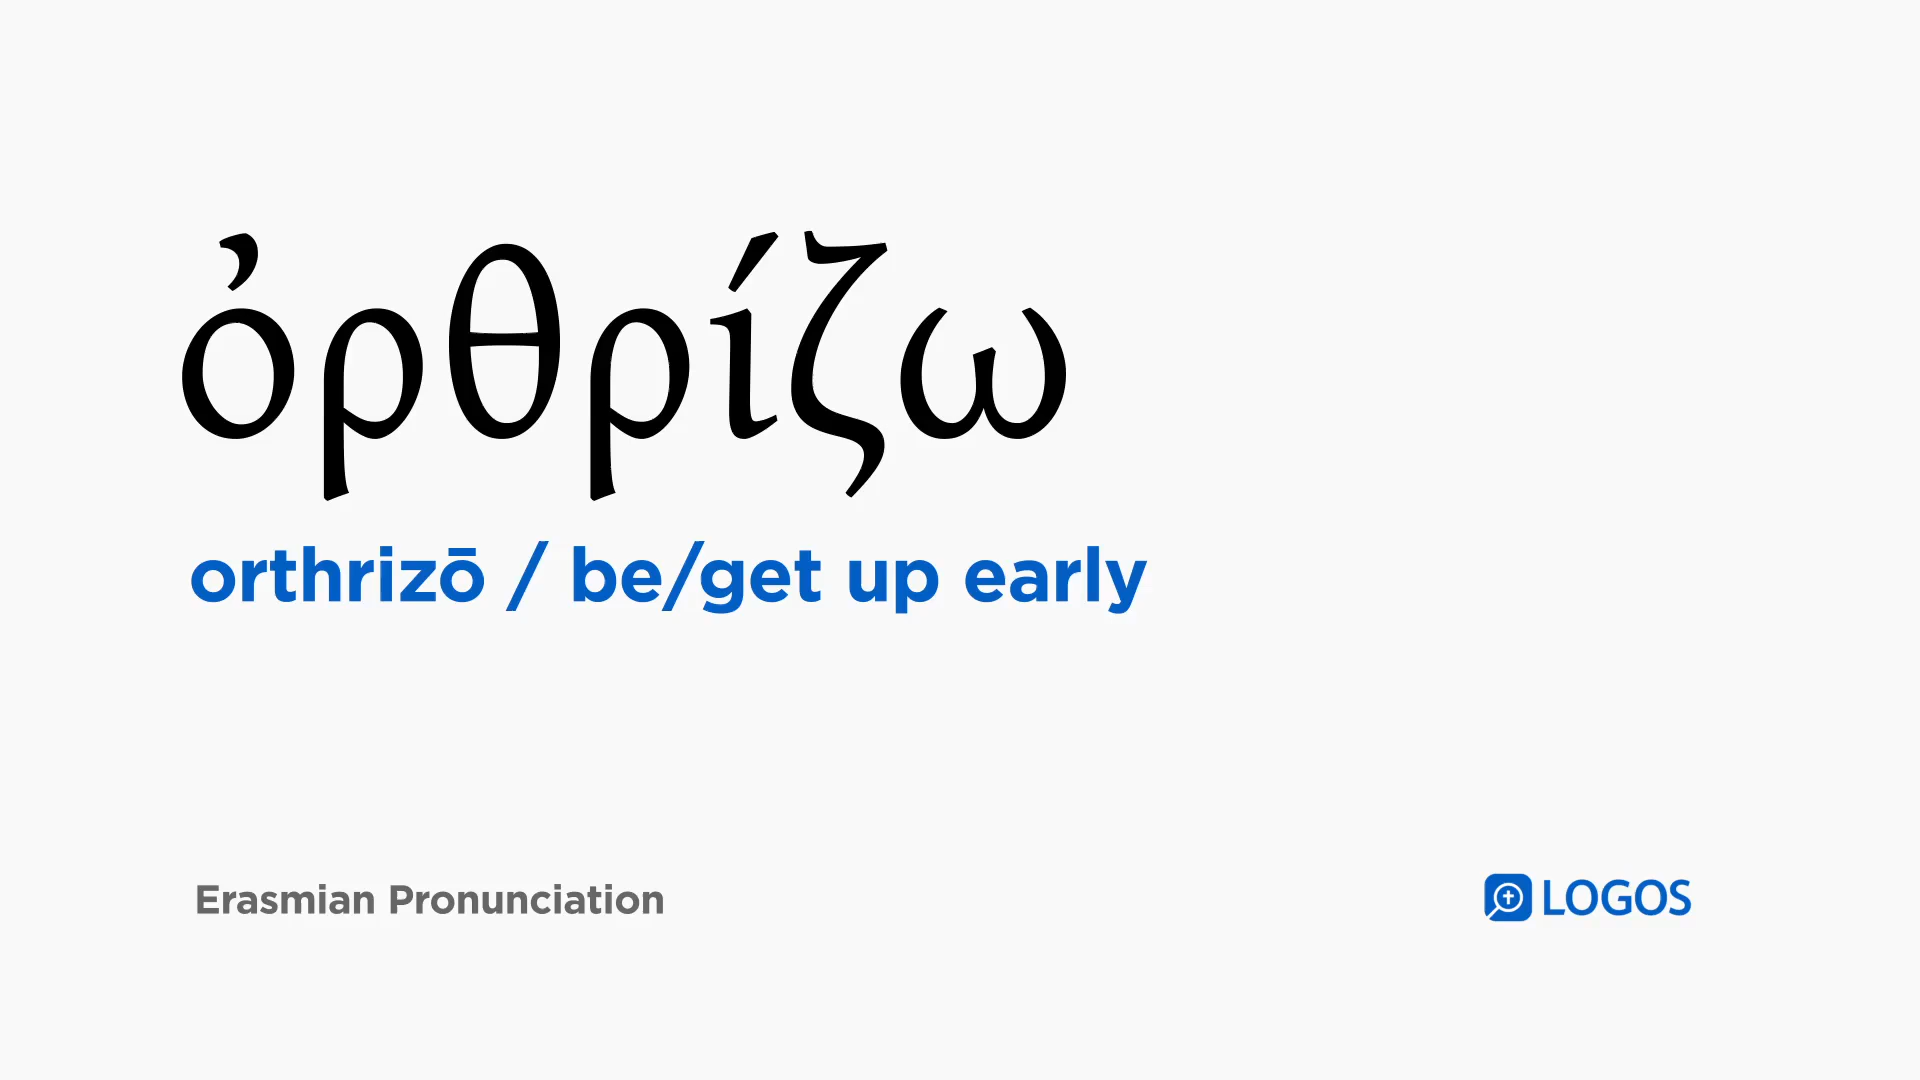 ὀρθρίζω
orthrizō / be/get up early
Erasmian Pronunciation
LOGOS